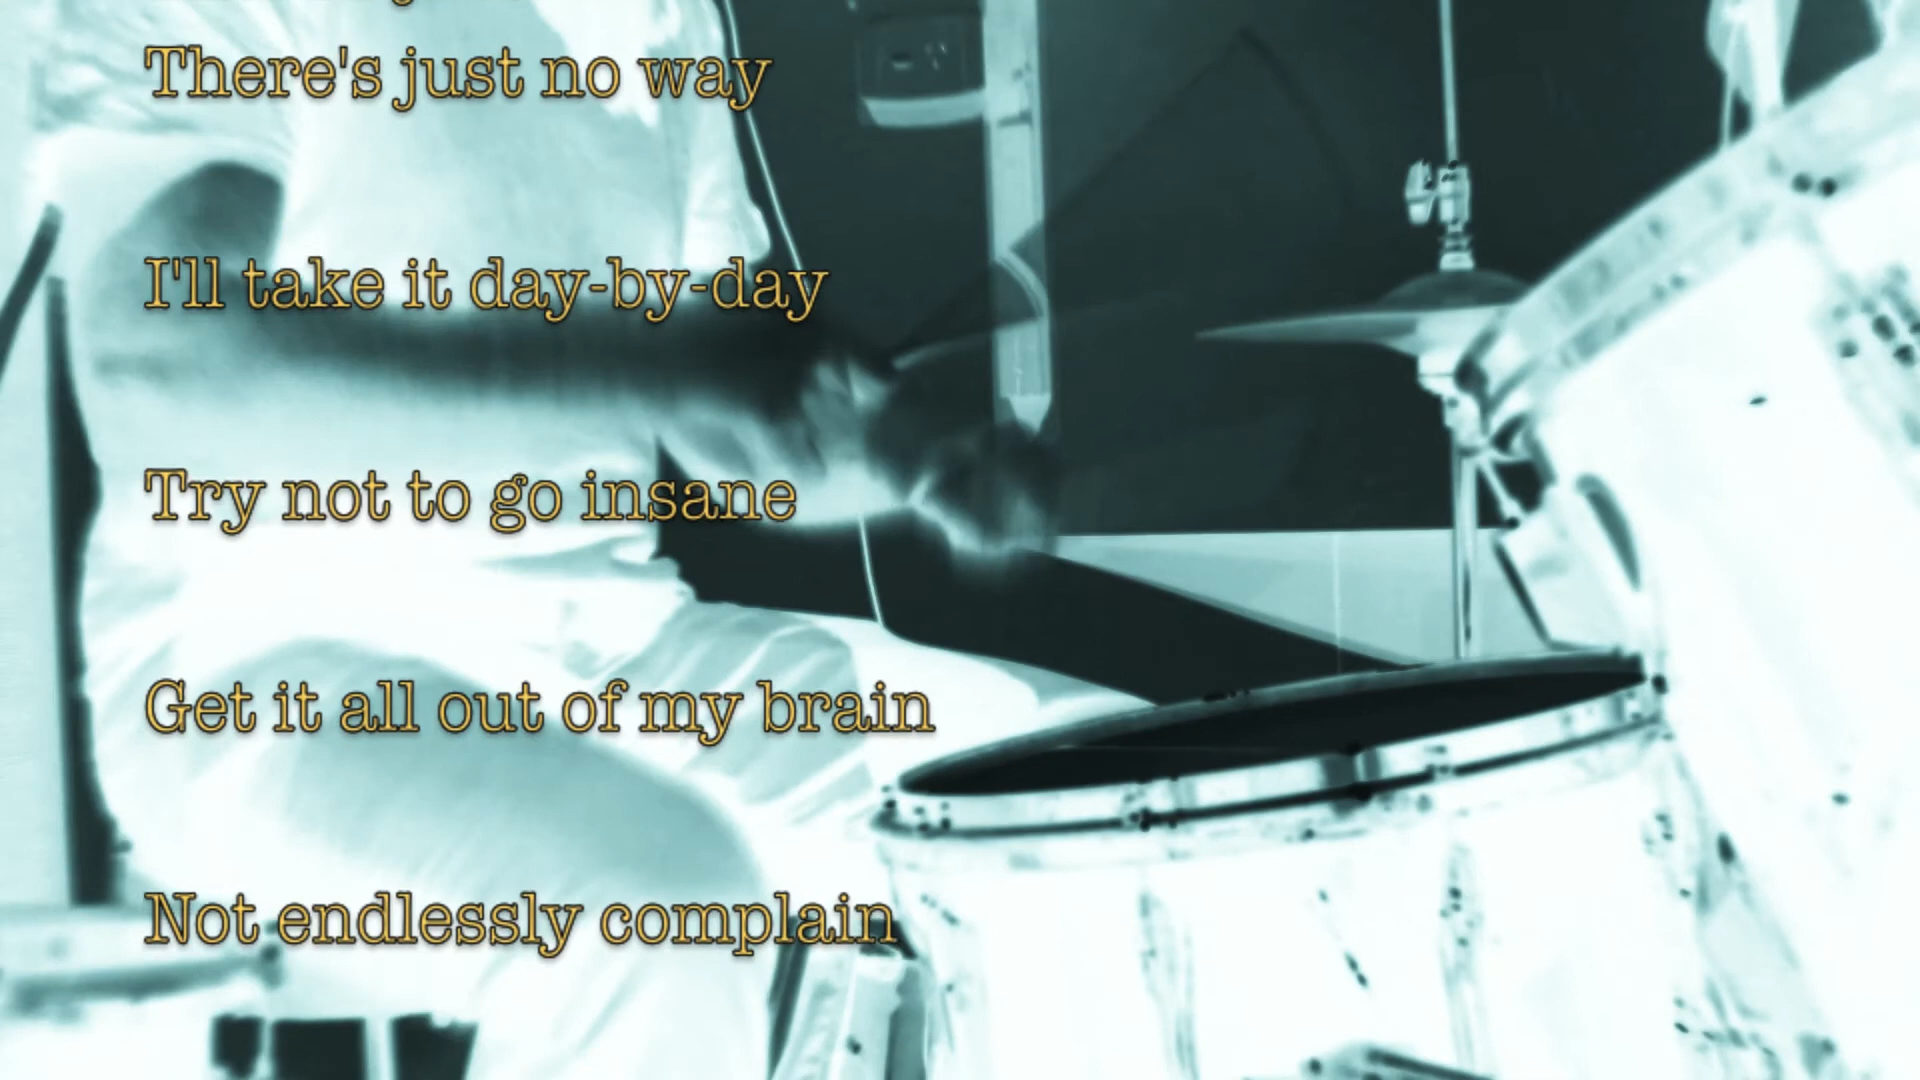 There's just no way
I'll take it day-by-day
Try not to go insane
Get it all out of my brain
Not endlessly complain